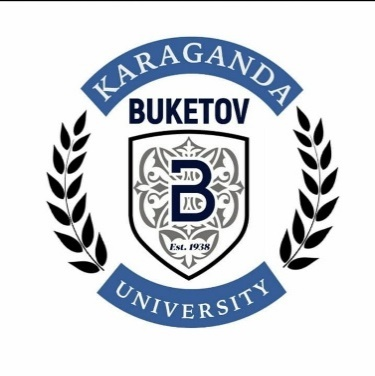 KARAGANDA
BUKETOV
B
Est. 1938
UNIVERSITY